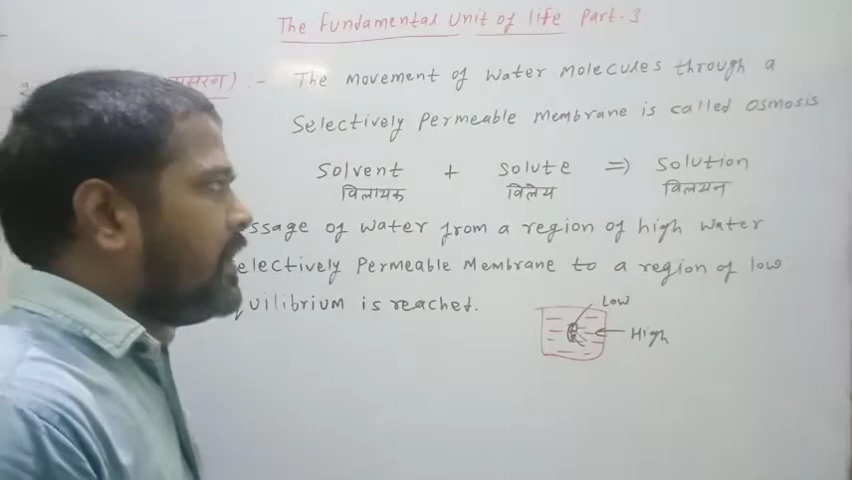 The Fundamental Unit of life Part-3
) :- The movement of water molecules through a
Selectively Permeable Membrane is called osmosis
Solvent + Solute => Solution
विलायक विलेय विलयन
ssage of water from a region of high water
electively Permeable Membrane to a region of low
uilibrium is reached.
Low
High